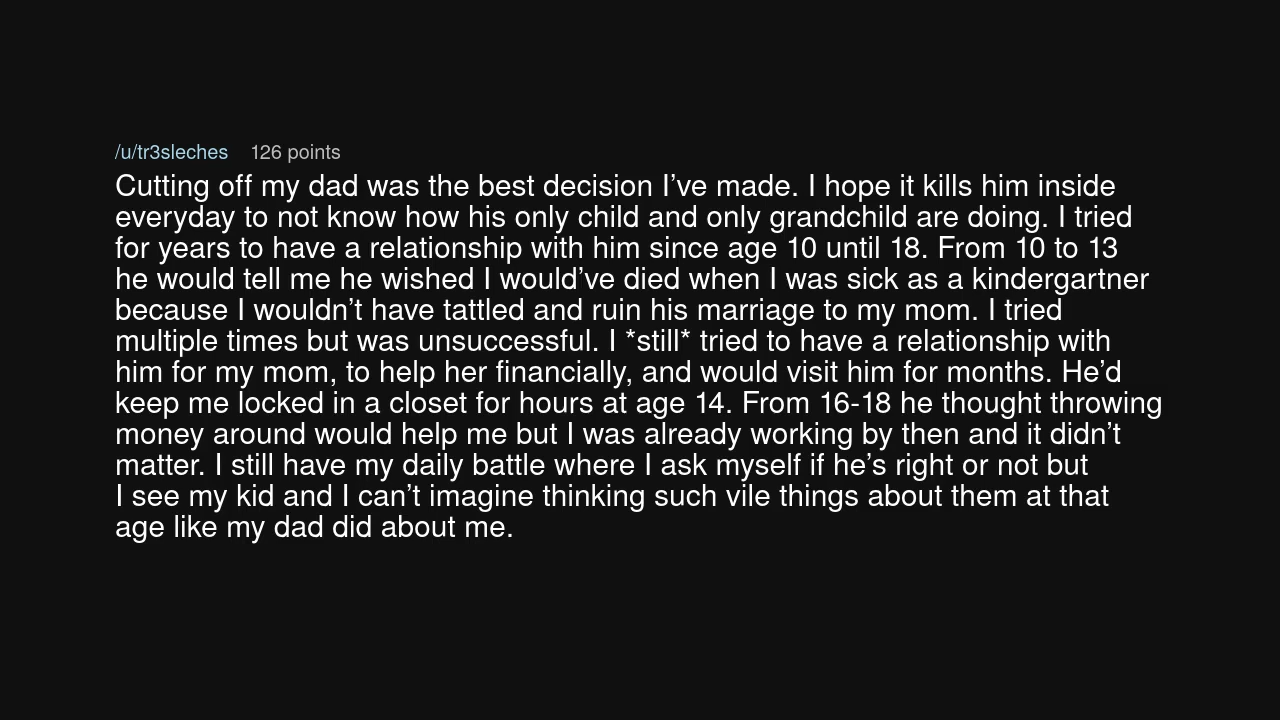 /u/tr3sleches 126 points
Cutting off my dad was the best decision I’ve made. I hope it kills him inside
everyday to not know how his only child and only grandchild are doing. I tried
for years to have a relationship with him since age 10 until 18. From 10 to 13
he would tell me he wished I would’ve died when I was sick as a kindergartner
because I wouldn’t have tattled and ruin his marriage to my mom. I tried
multiple times but was unsuccessful. I *still* tried to have a relationship with
him for my mom, to help her financially, and would visit him for months. He’d
keep me locked in a closet for hours at age 14. From 16-18 he thought throwing
money around would help me but I was already working by then and it didn’t
matter. I still have my daily battle where I ask myself if he’s right or not but
I see my kid and I can’t imagine thinking such vile things about them at that
age like my dad did about me.